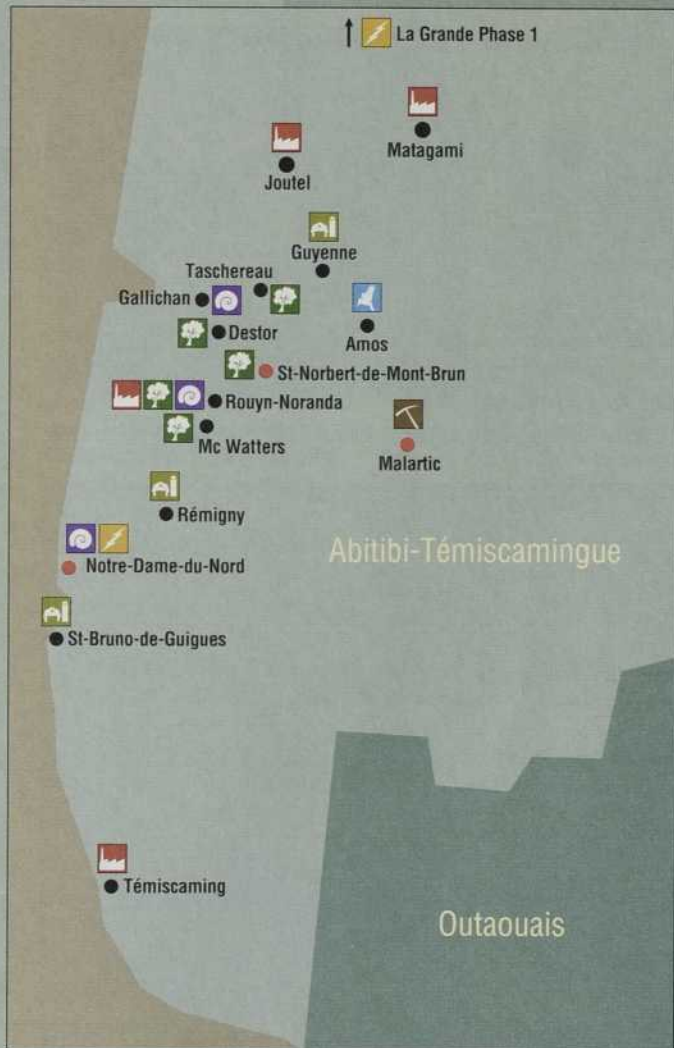 La Grande Phase 1
Matagami
Joutel
Guyenne
Taschereau
Gallichan
Amos
Destor
St-Norbert-de-Mont-Brun
Rouyn-Noranda
Mc Watters
Malartic
Rémigny
Abitibi-Témiscamingue
Notre-Dame-du-Nord
St-Bruno-de-Guigues
Témiscaming
Outaouais